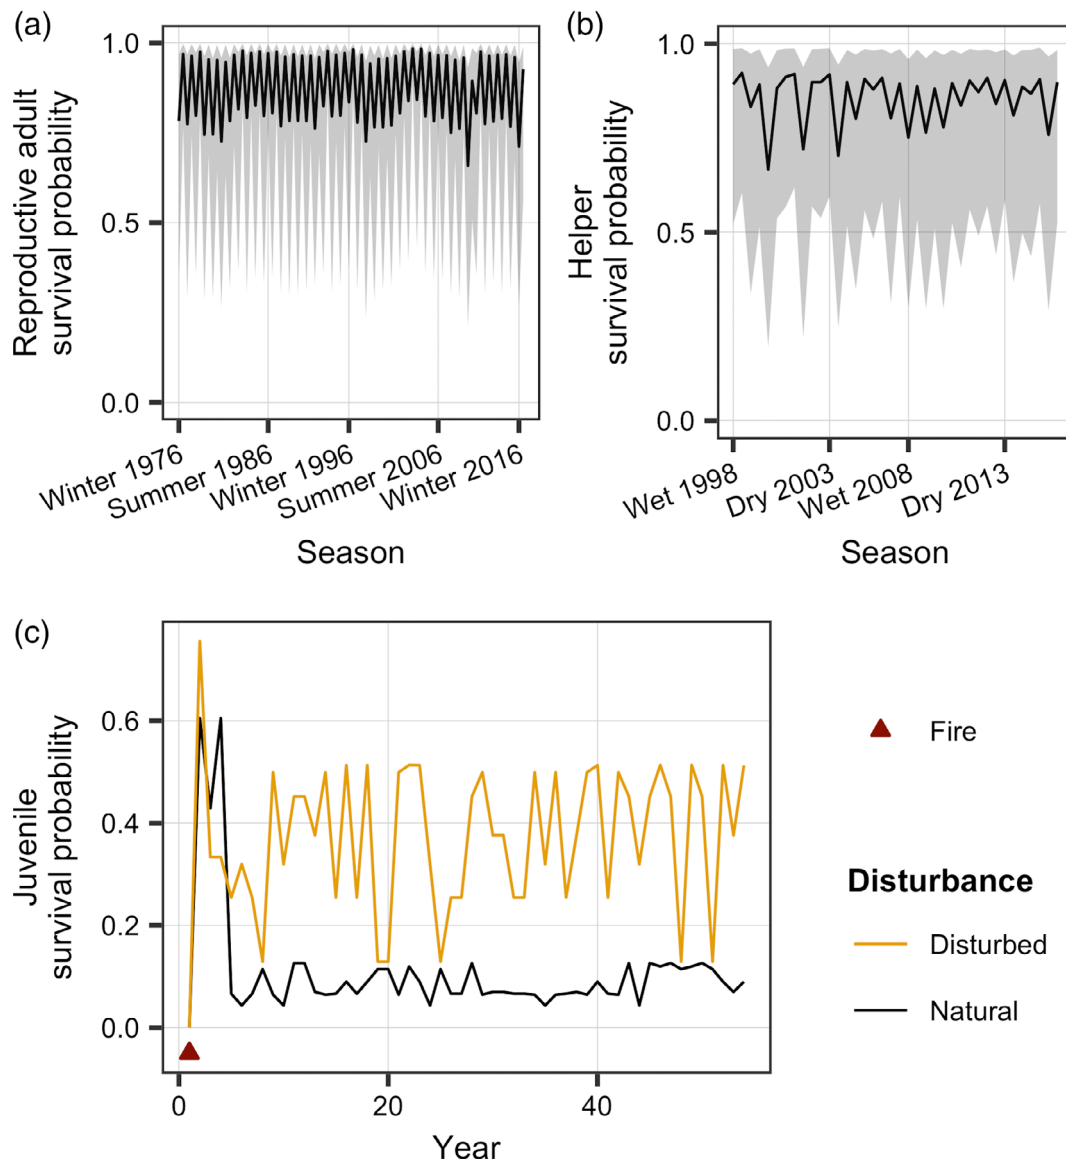 (a)
Reproductive adult
survival probability
1.0
0.5
0.0
Winter 1976
Summer 1986
Winter 1996
Summer 2006
Winter 2016
Season
(b)
Helper
survival probability
1.0
0.5
0.0
Wet 1998
Dry 2003
Wet 2008
Dry 2013
Season
(c)
Juvenile
survival probability
0.6
0.4
0.2
0.0
0
20
40
Year
Fire
Disturbance
Disturbed
Natural